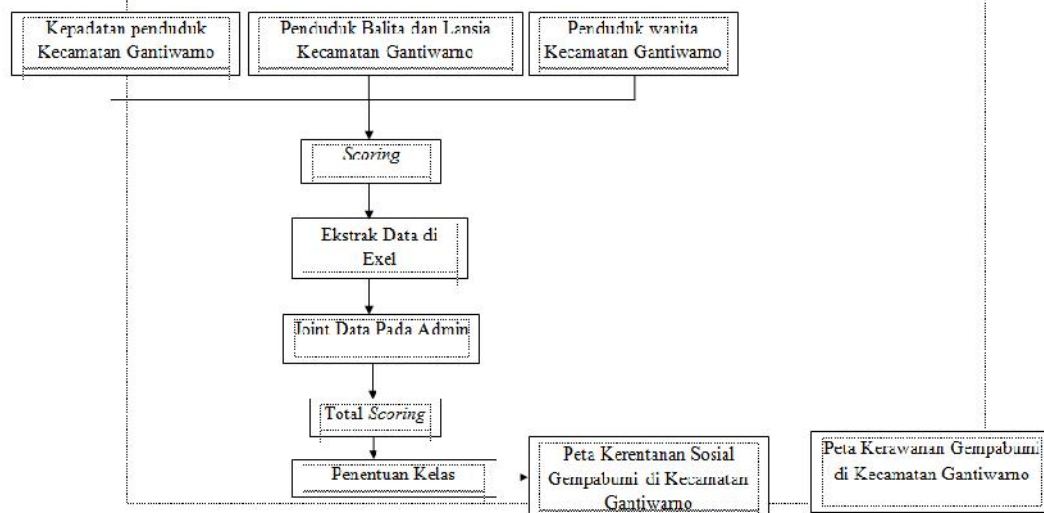 Kepadatan penduduk
Kecamatan Gantiwarno
Penduduk Balita dan Lansia
Kecamatan Gantiwarno
Penduduk wanita
Kecamatan Gantiwarno
Scoring
Ekstrak Data di
Exel
Joint Data Pada Admin
Total Scoring
Penentuan Kelas
Peta Kerentanan Sosial
Gempabumi di Kecamatan
Gantiwarno
Peta Kerawanan Gempabumi
di Kecamatan Gantiwarno